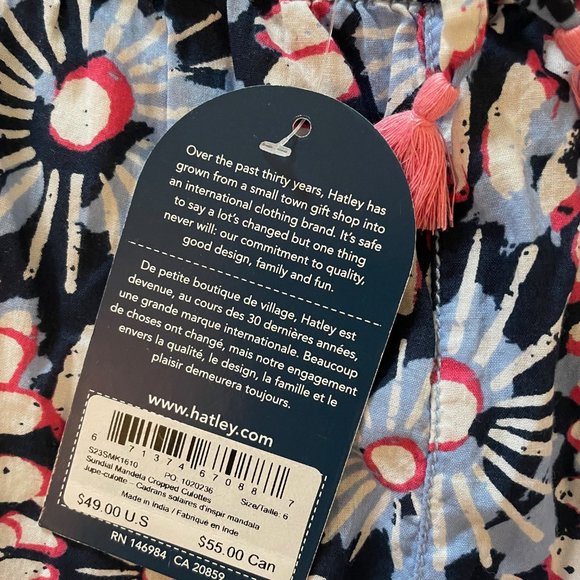 Over the past thirty years, Hatley has
grown from a small town gift shop into
an international clothing brand. It's safe
to say a lot's changed but one thing
never will: our commitment to quality,
good design, family and fun.
De petite boutique de village, Hatley est
devenue, au cours des 30 dernières années,
une grande marque internationale. Beaucoup
de choses ont changé, mais notre engagement
envers la qualité, le design, la famille et le
plaisir demeurera toujours.
www.hatley.com
6 71374 67088 7
S23SMK1610
PO. 1020236
Size/Taille: 6
Sundial Mandela Cropped Culottes
Jupe-culotte - Cadrans solaires d'inspir mandala
Made in India / Fabriqué en Inde
$49.00 U.S
$55.00 Can
RN 146984 CA 20859